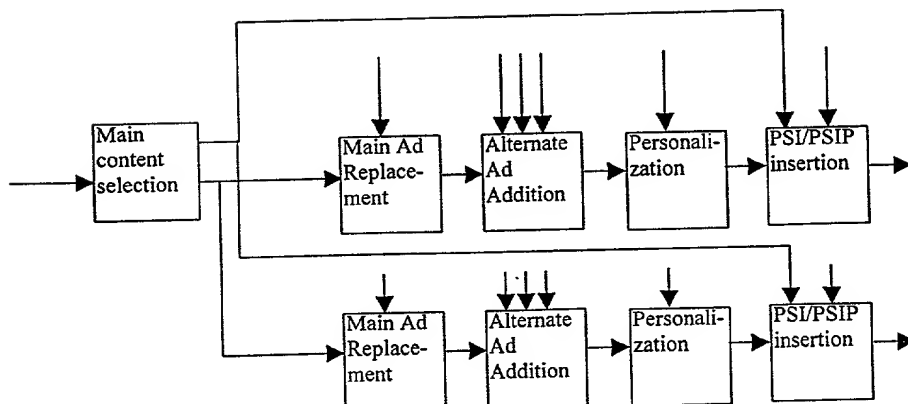 Main
content
selection
Main Ad
Replace-
ment
Alternate
Ad
Addition
Personali-
zation
PSI/PSIP
insertion
Main Ad
Replace-
ment
Alternate
Ad
Addition
Personali-
zation
PSI/PSIP
insertion